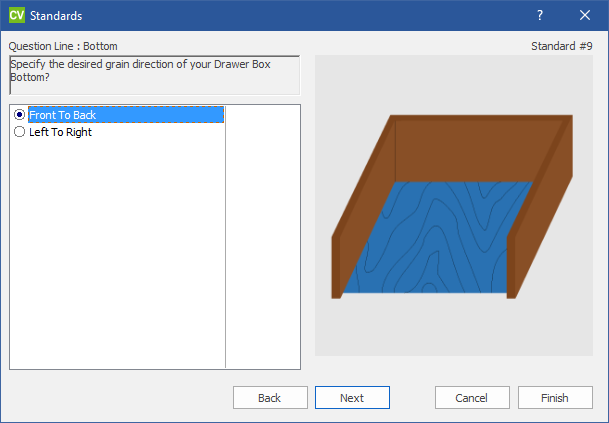 CV Standards ?
Question Line : Bottom
Standard #9
Specify the desired grain direction of your Drawer Box
Bottom?
Front To Back
Left To Right
Back Next Cancel Finish